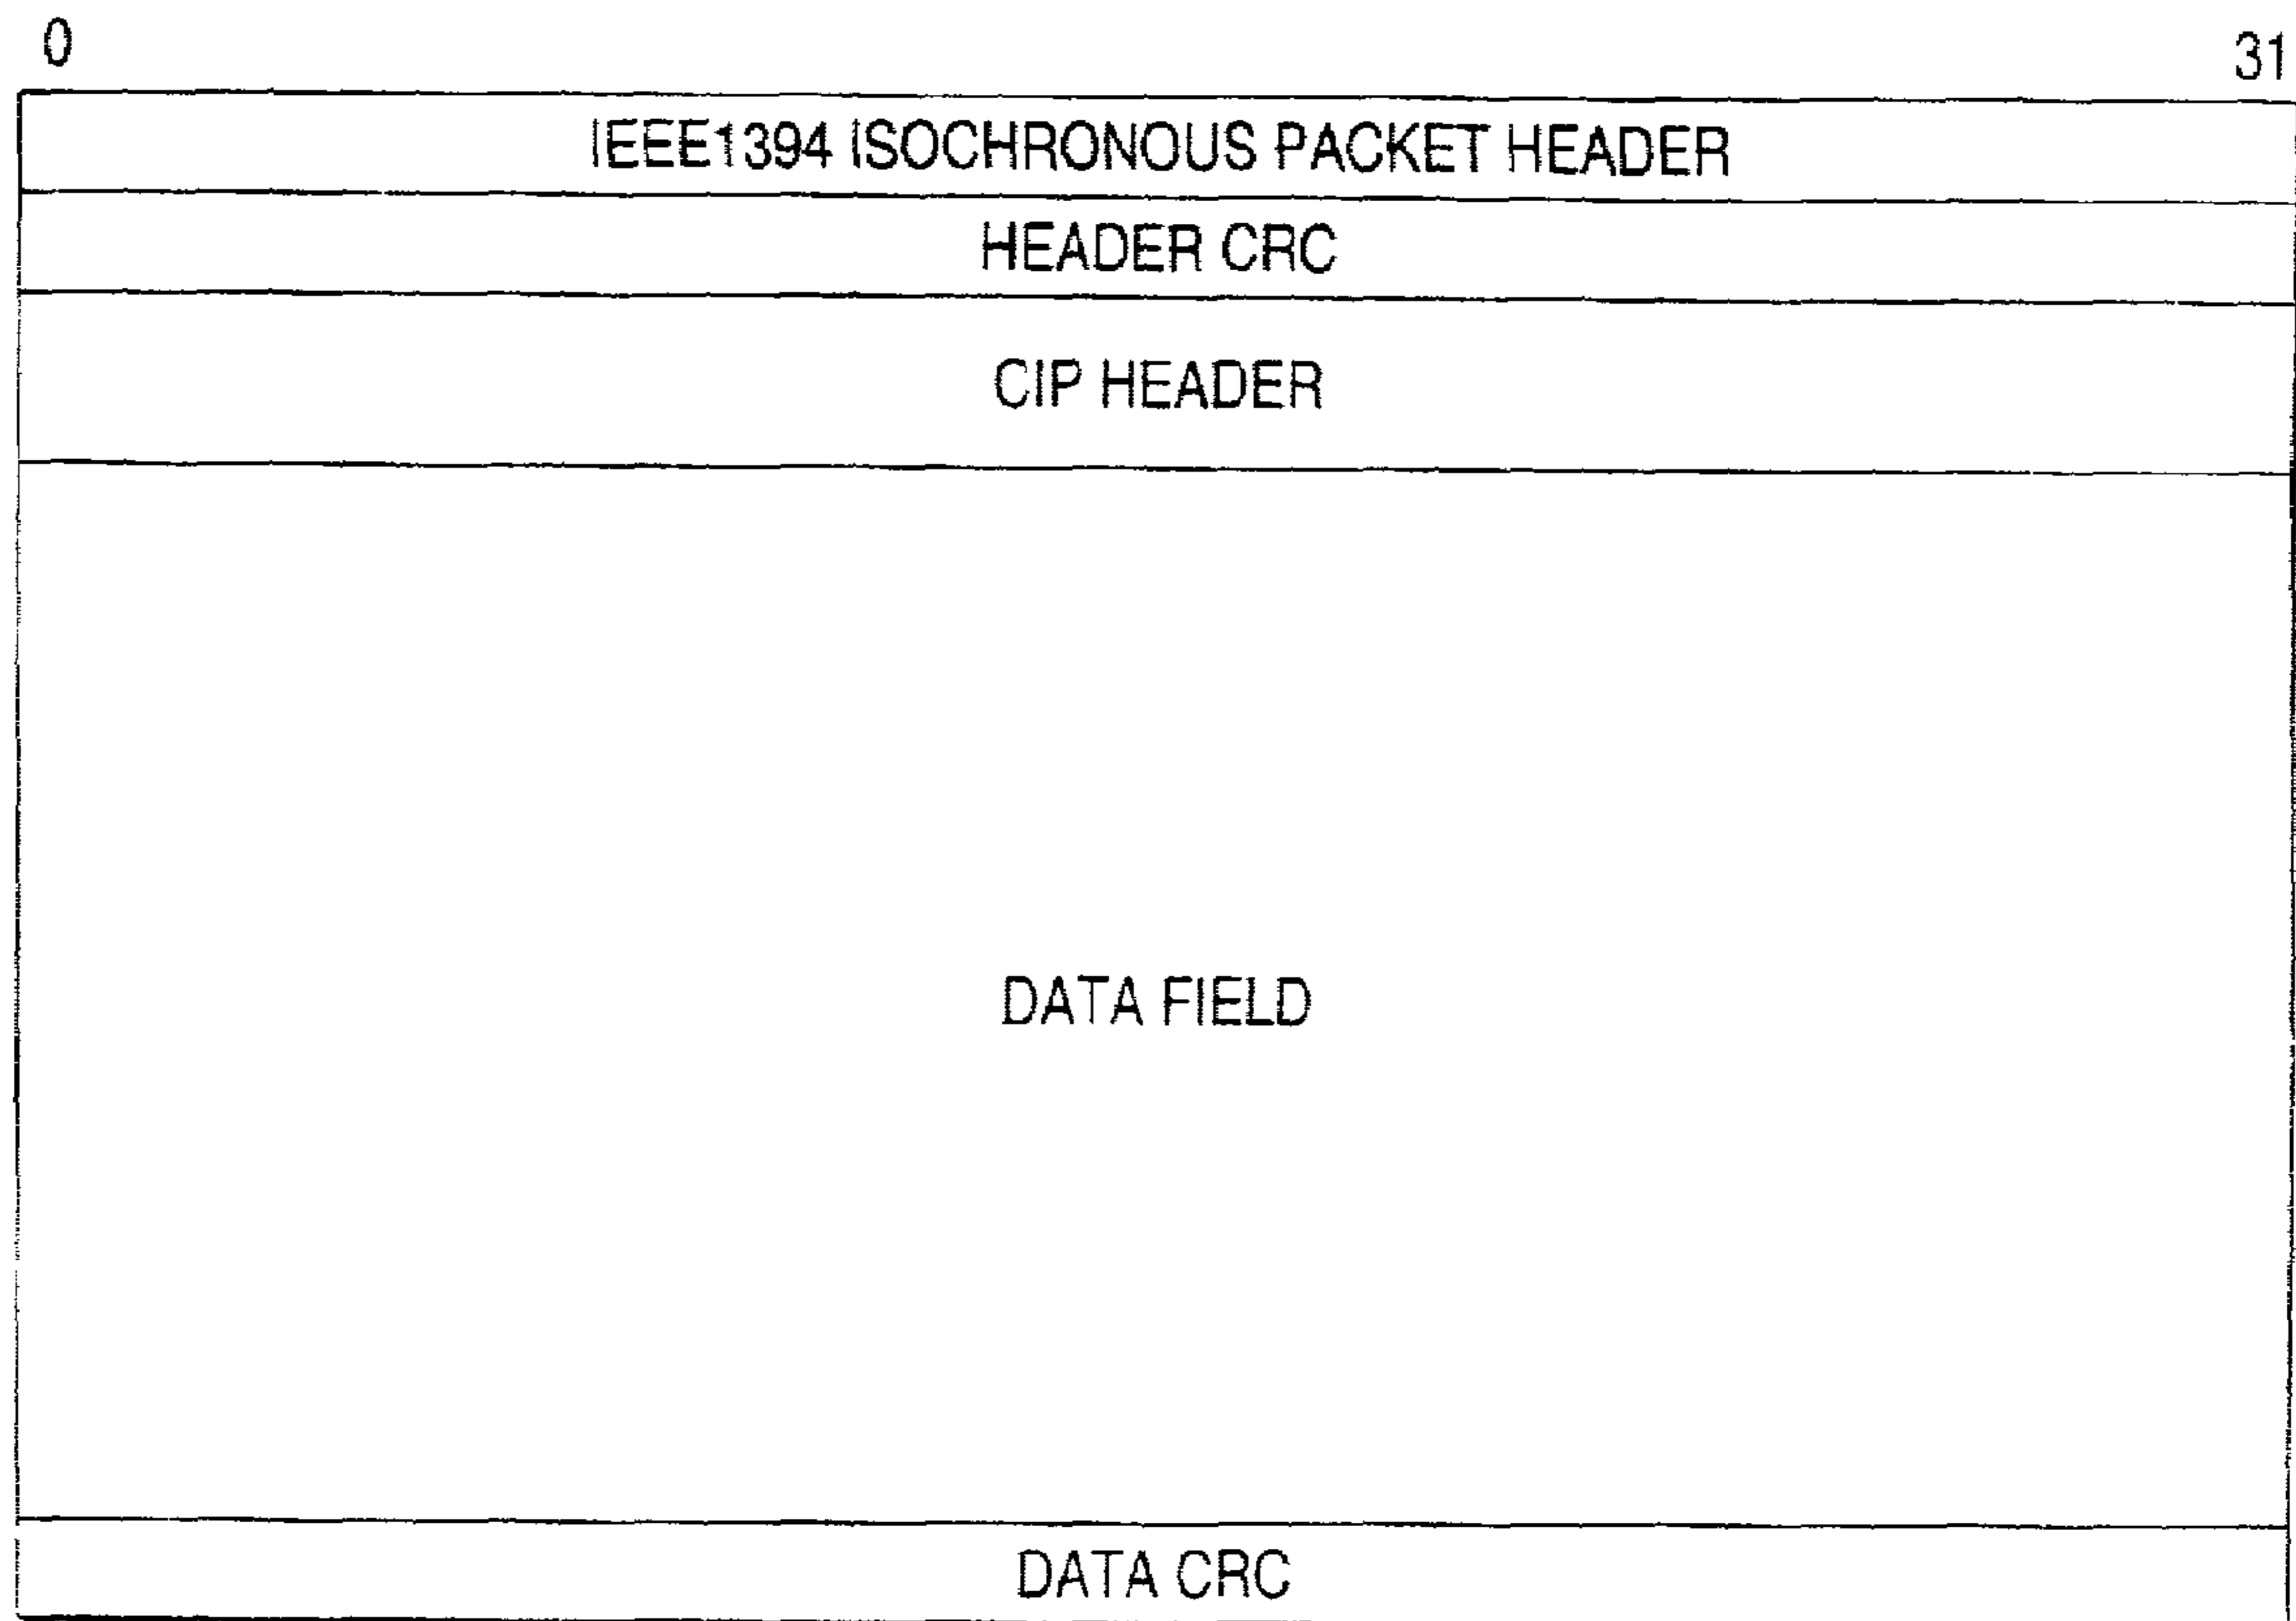 0 31
IEEE1394 ISOCHRONOUS PACKET HEADER
HEADER CRC
CIP HEADER
DATA FIELD
DATA CRC